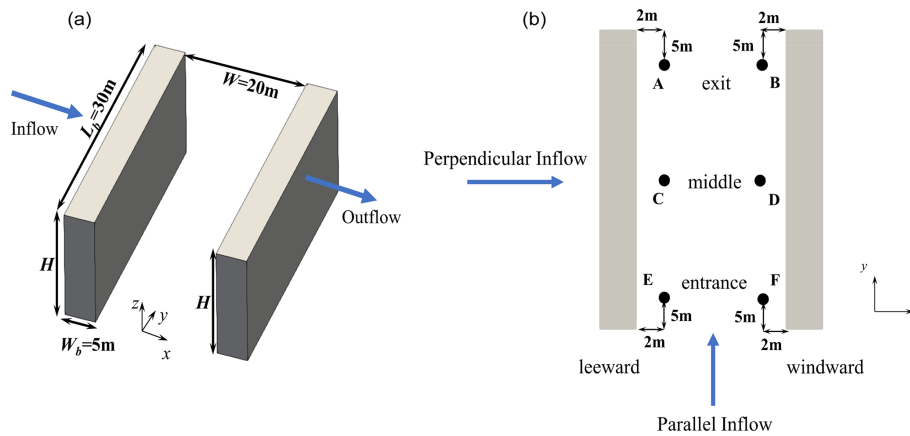 (a)
W=20m
L_b=30m
Inflow
Outflow
H
H
z
y
x
W_b=5m
(b)
2m
2m
5m
5m
A
exit
B
Perpendicular Inflow
C
middle
D
E
entrance
F
y
5m
5m
2m
2m
leeward
windward
Parallel Inflow